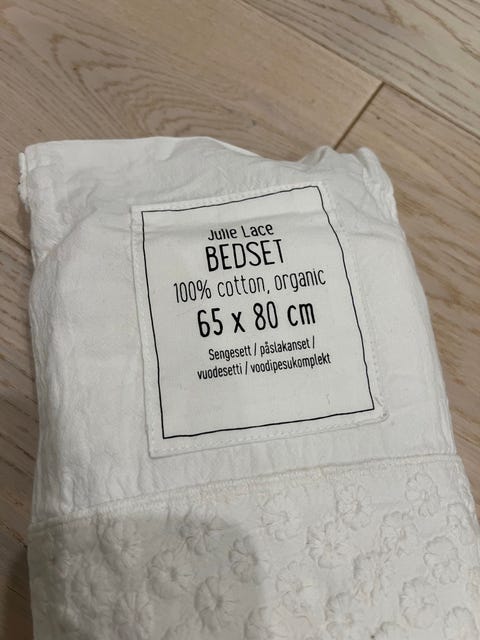 Julie Lace
BEDSET
100% cotton, organic
65 x 80 cm
Sengesett / påslakanset /
vuodesetti / voodipesukomplekt